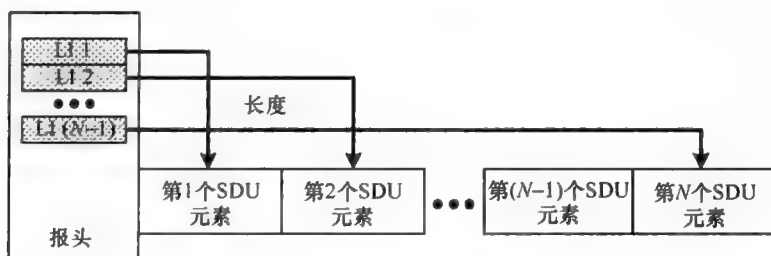 LI 1
LI 2
•••
LI (N-1)
长度
报头
第1个SDU
元素
第2个SDU
元素
•••
第(N-1)个SDU
元素
第N个SDU
元素